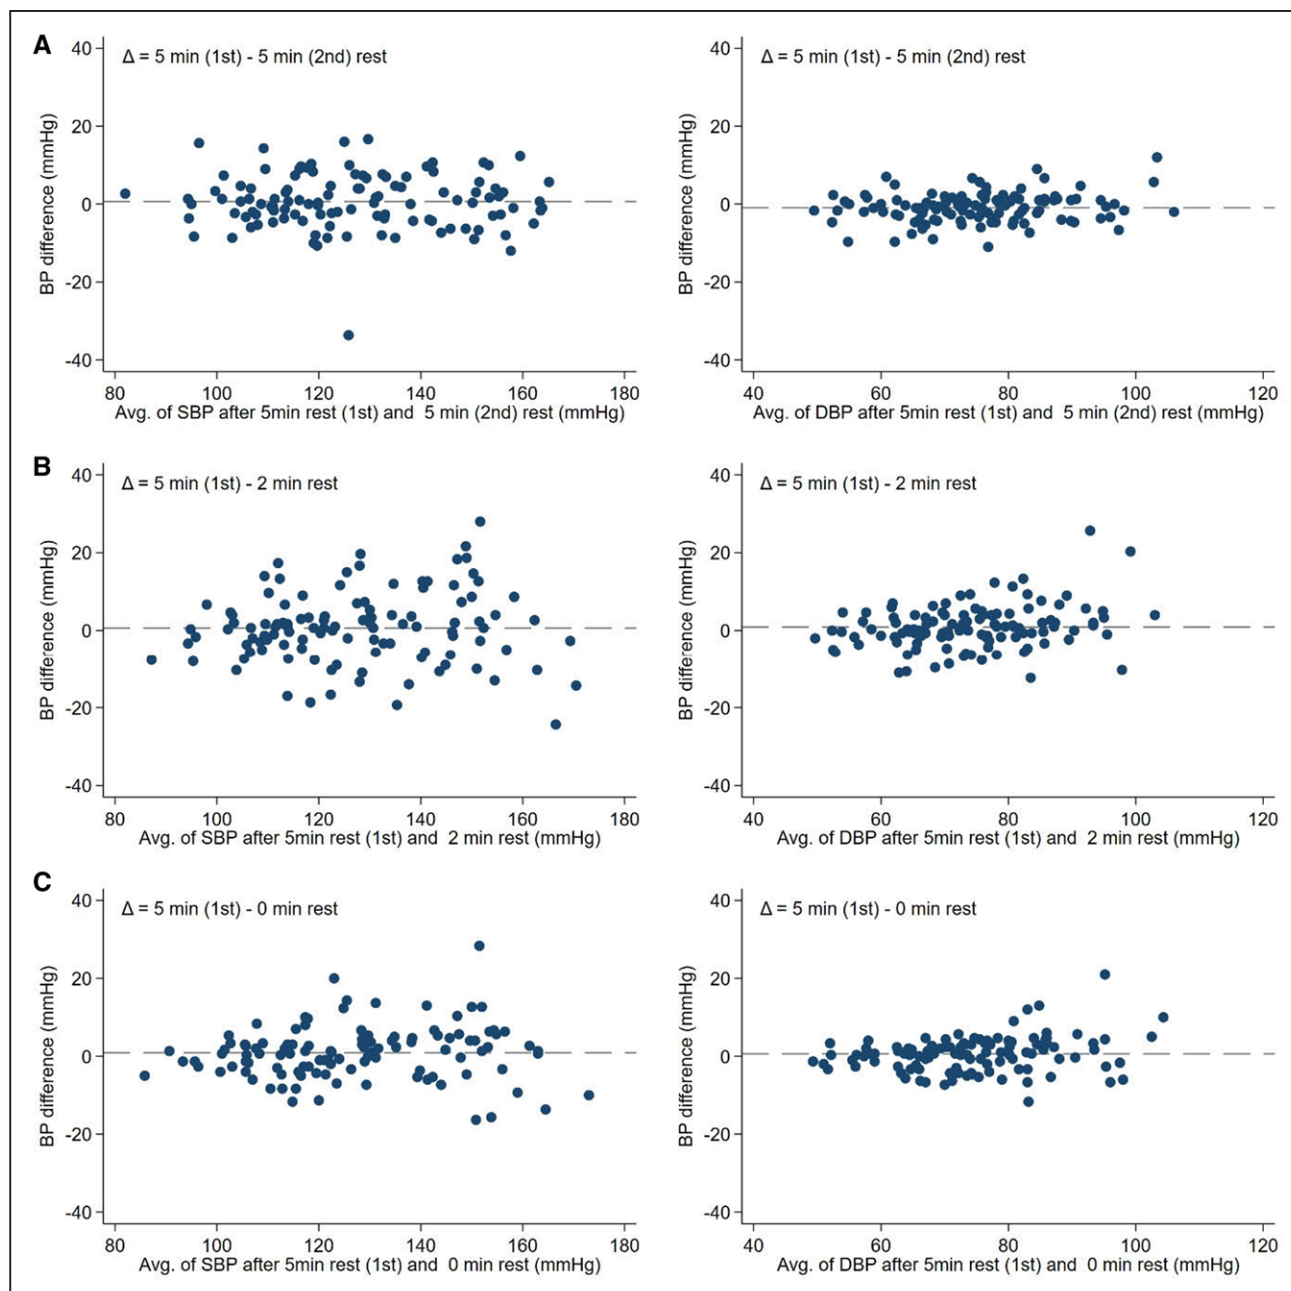 A
Δ = 5 min (1st) - 5 min (2nd) rest
BP difference (mmHg)
40
20
0
-20
-40
80 100 120 140 160 180
Avg. of SBP after 5min rest (1st) and 5 min (2nd) rest (mmHg)
Δ = 5 min (1st) - 5 min (2nd) rest
BP difference (mmHg)
40
20
0
-20
-40
40 60 80 100 120
Avg. of DBP after 5min rest (1st) and 5 min (2nd) rest (mmHg)
B
Δ = 5 min (1st) - 2 min rest
BP difference (mmHg)
40
20
0
-20
-40
80 100 120 140 160 180
Avg. of SBP after 5min rest (1st) and 2 min rest (mmHg)
Δ = 5 min (1st) - 2 min rest
BP difference (mmHg)
40
20
0
-20
-40
40 60 80 100 120
Avg. of DBP after 5min rest (1st) and 2 min rest (mmHg)
C
Δ = 5 min (1st) - 0 min rest
BP difference (mmHg)
40
20
0
-20
-40
80 100 120 140 160 180
Avg. of SBP after 5min rest (1st) and 0 min rest (mmHg)
Δ = 5 min (1st) - 0 min rest
BP difference (mmHg)
40
20
0
-20
-40
40 60 80 100 120
Avg. of DBP after 5min rest (1st) and 0 min rest (mmHg)